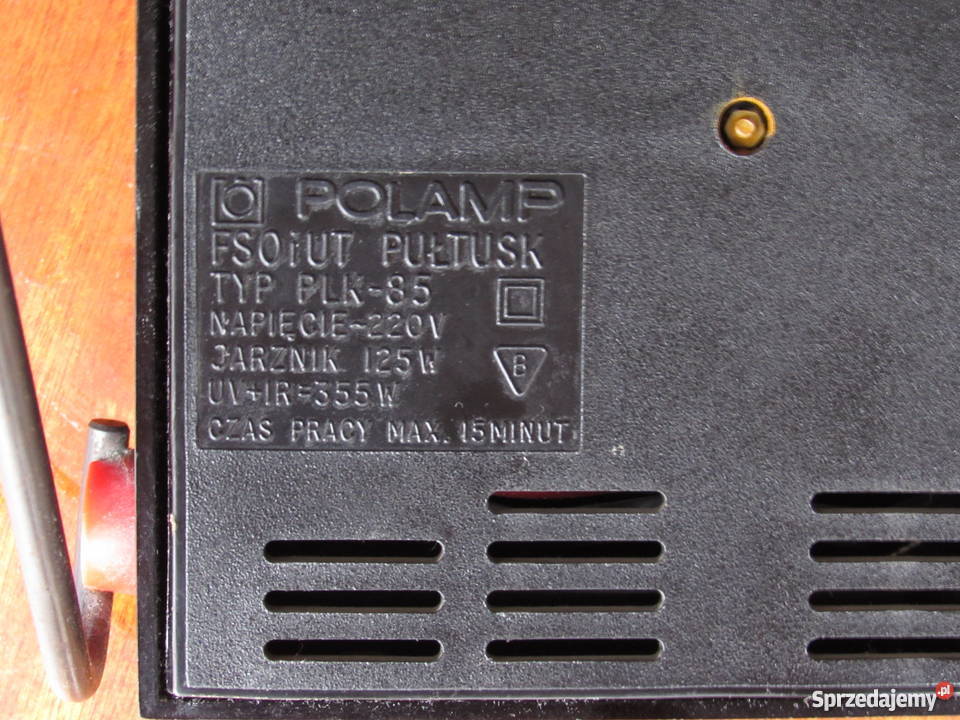 POLAMP
FSOiUT PUŁTUSK
TYP PLK-85
NAPIĘCIE~220V
JARZNIK 125W
B
UV+IR=355W
CZAS PRACY MAX. 15MINUT
Sprzedajemy.pl